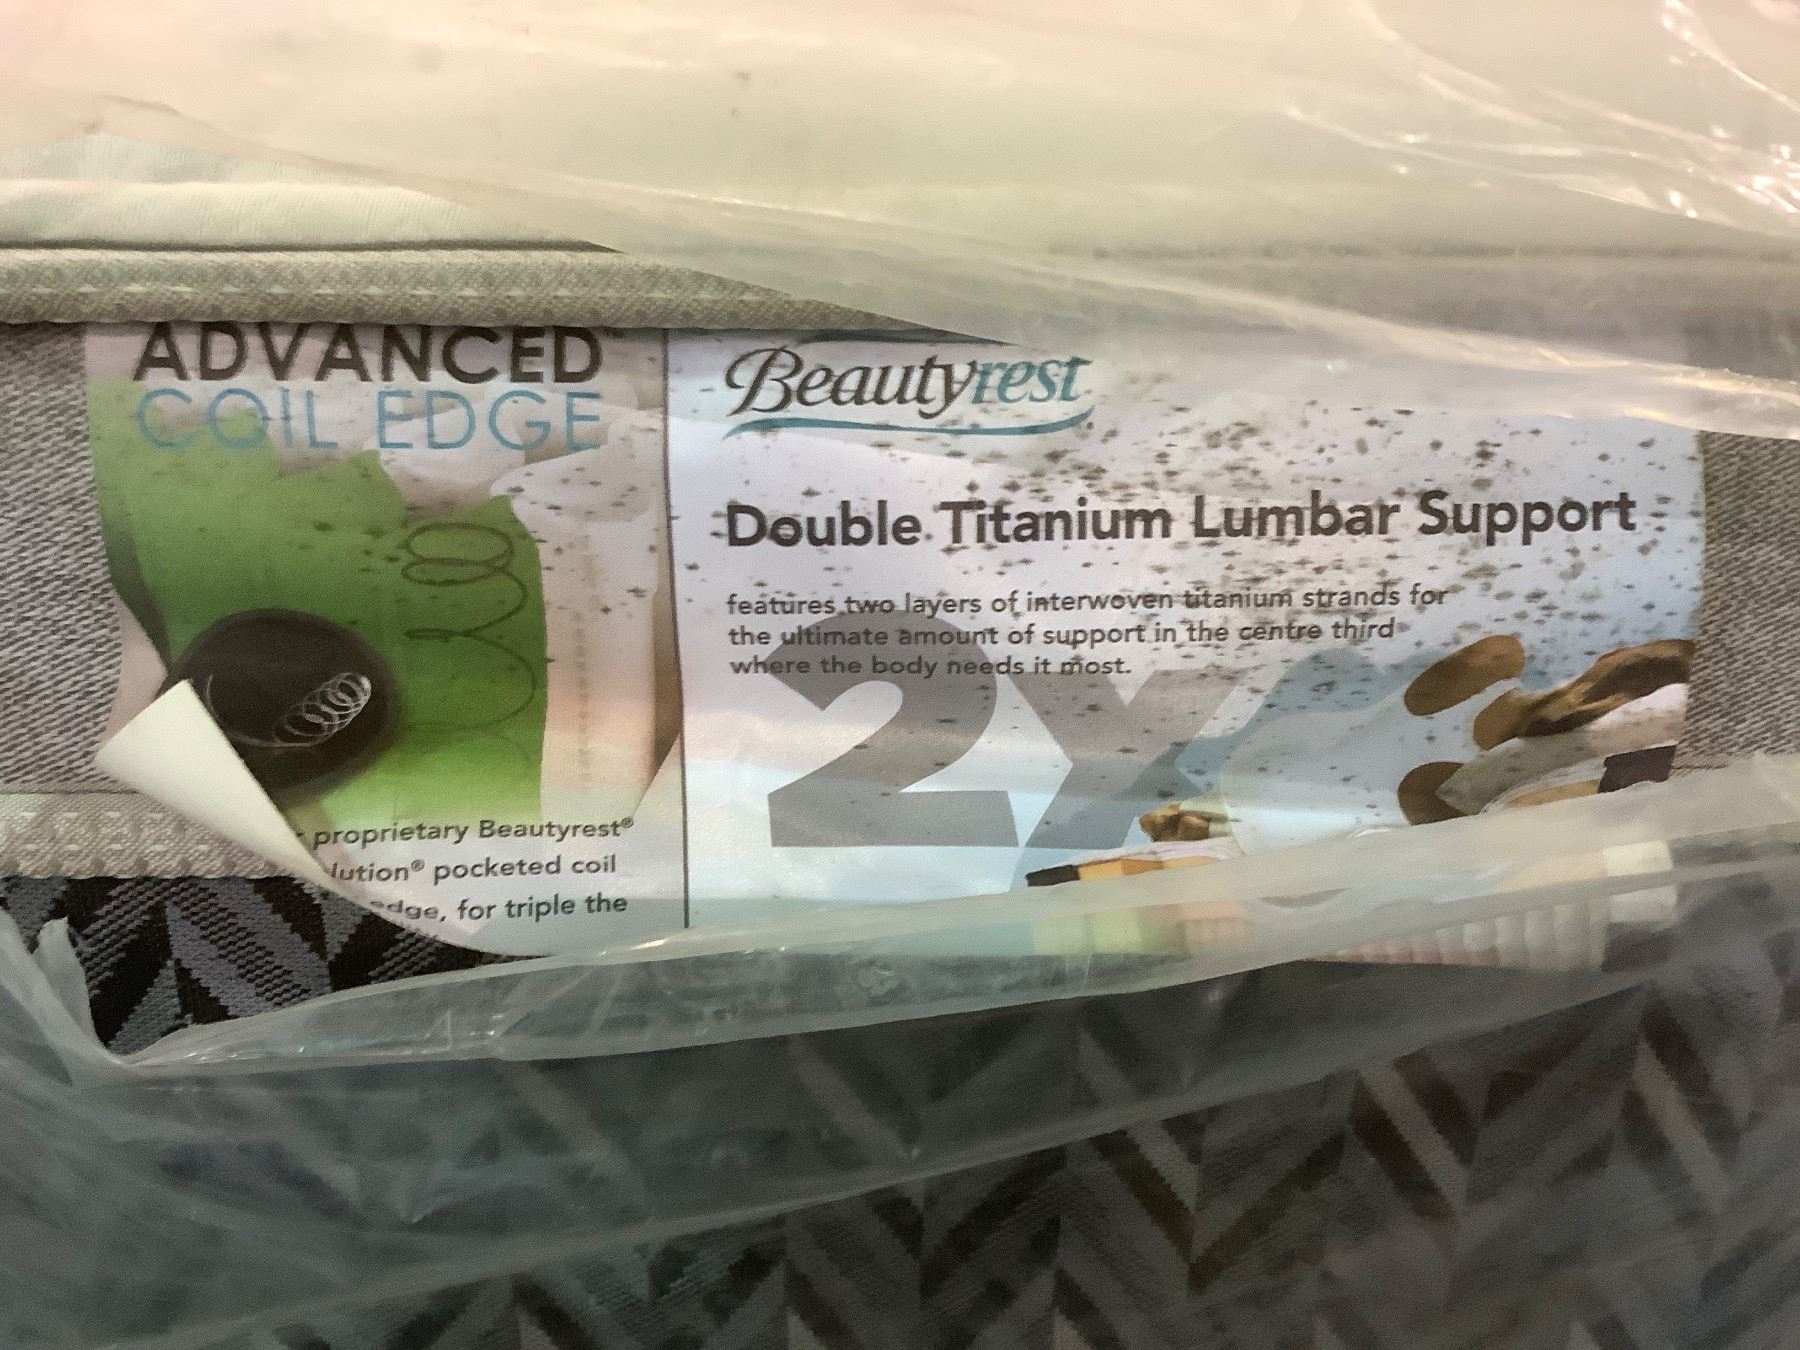 ADVANCED
COIL EDGE
proprietary Beautyrest®
lution® pocketed coil
edge, for triple the
Beautyrest
Double Titanium Lumbar Support
features two layers of interwoven titanium strands for
the ultimate amount of support in the centre third
where the body needs it most.
2X